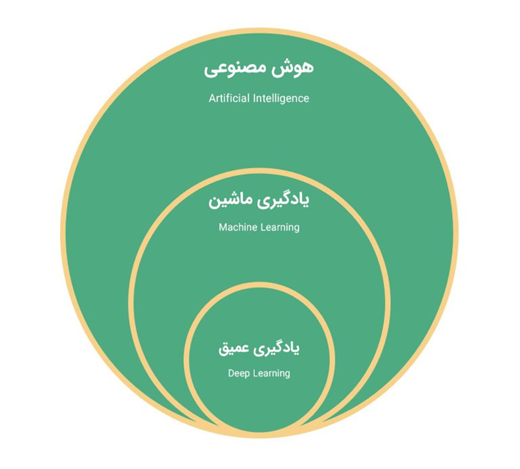 هوش مصنوعی
Artificial Intelligence
یادگیری ماشین
Machine Learning
یادگیری عمیق
Deep Learning